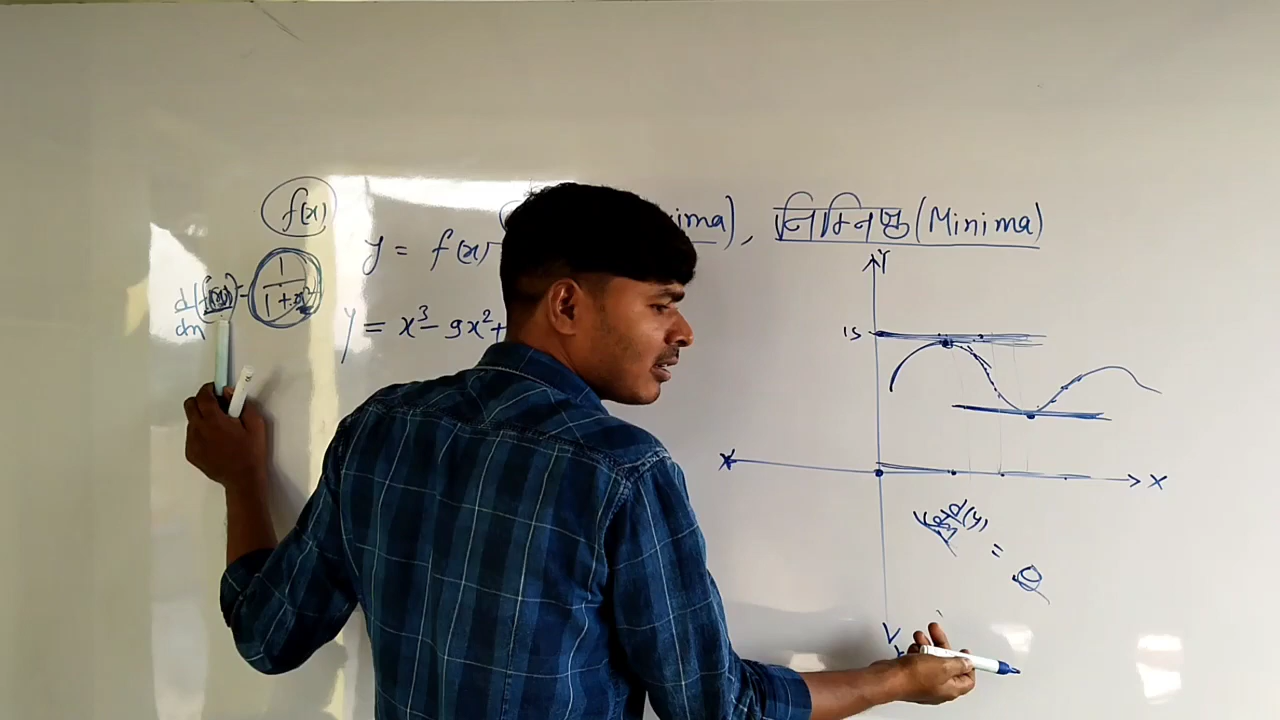 f(x)
ima), निम्निष्ठ (Minima)
y = f(x)
d/dx = 1/(1+x²)
y = x³-9x²+
Y
15
X
X
d(y)
=
0